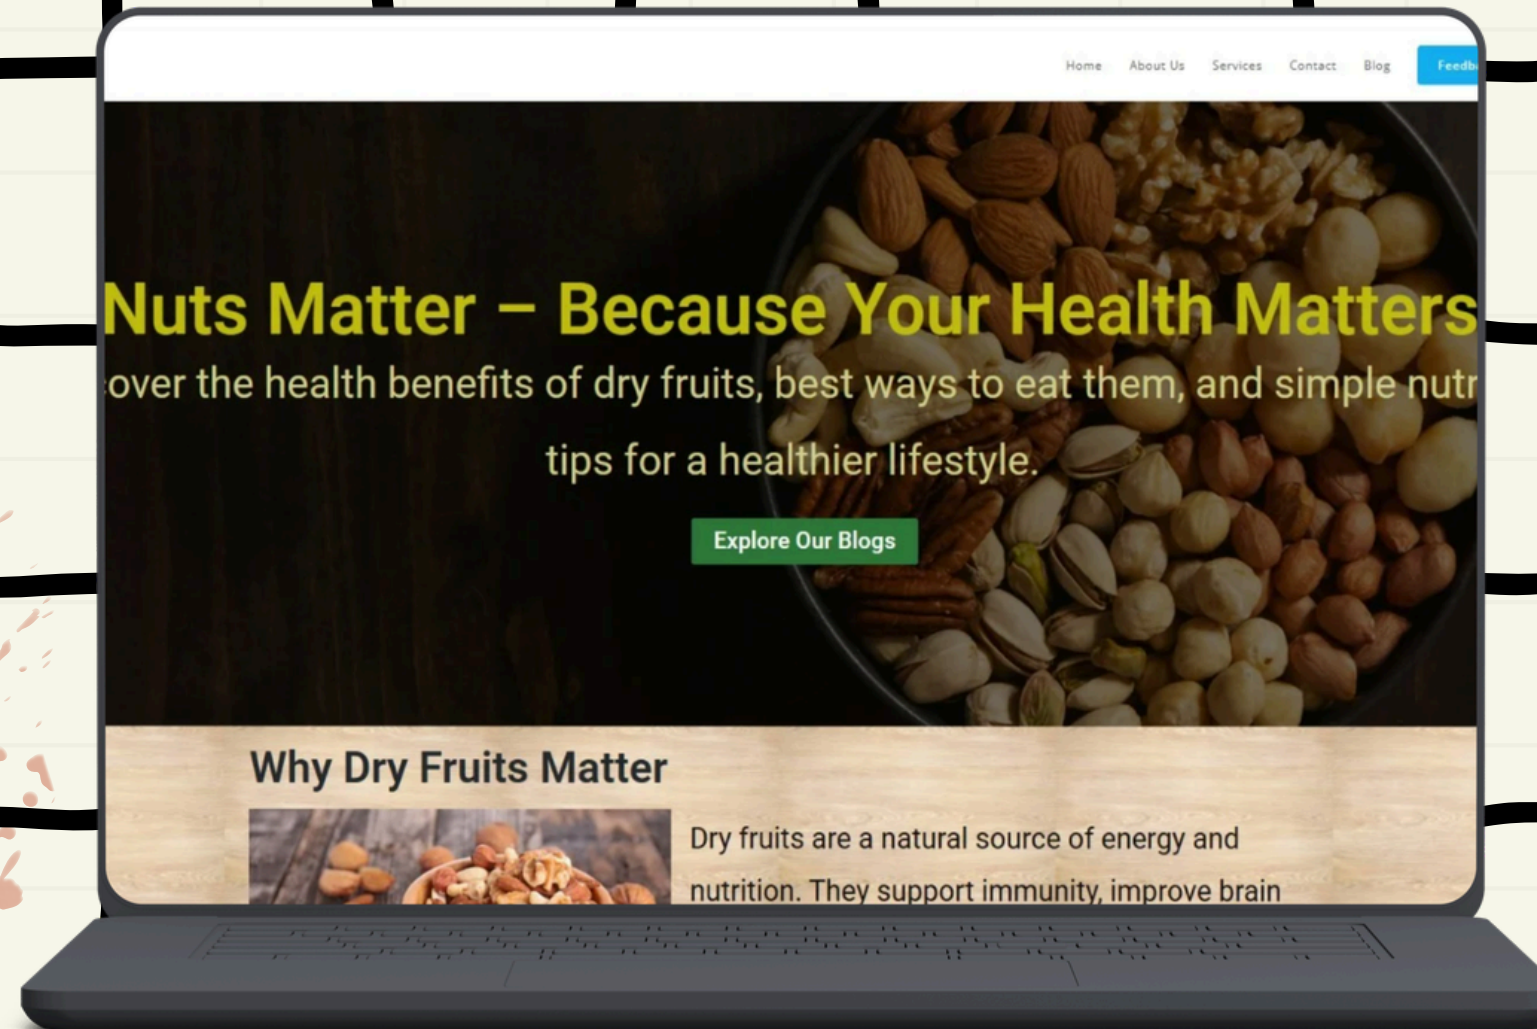 Home About Us Services Contact Blog
Nuts Matter – Because Your Health Matters
the health benefits of dry fruits, best ways to eat them, and simple
tips for a healthier lifestyle.
Explore Our Blogs
Why Dry Fruits Matter
Dry fruits are a natural source of energy and
nutrition. They support immunity, improve brain